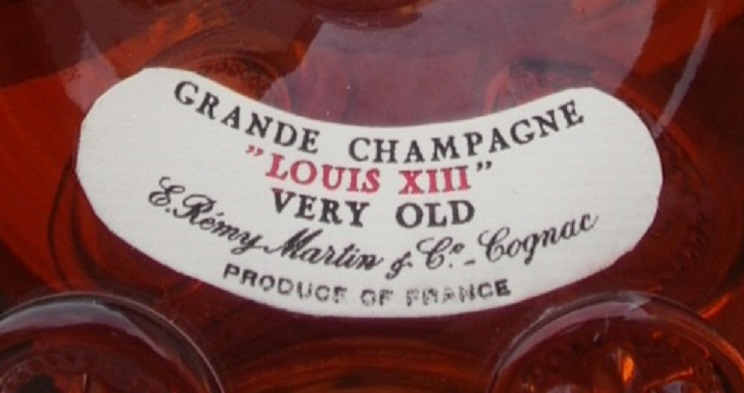 GRANDE CHAMPAGNE
"LOUIS XIII"
VERY OLD
E. Rémy Martin & C.º - Cognac
PRODUCE OF FRANCE